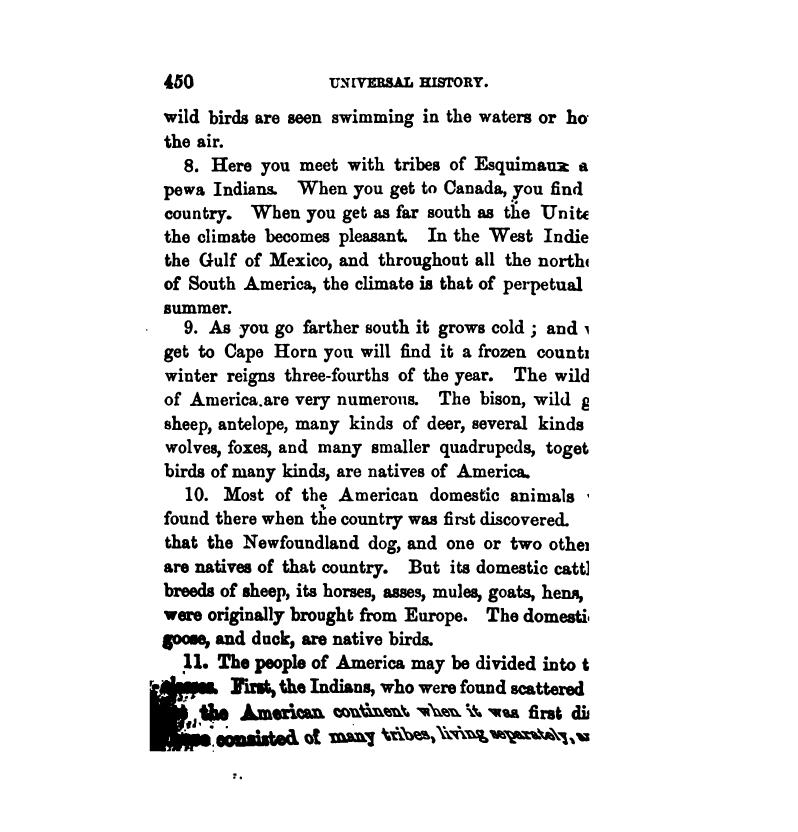 450 UNIVERSAL HISTORY.
wild birds are seen swimming in the waters or ho
the air.
8. Here you meet with tribes of Esquimaux a
pewa Indians. When you get to Canada, you find
country. When you get as far south as the Unite
the climate becomes pleasant. In the West Indie
the Gulf of Mexico, and throughout all the north
of South America, the climate is that of perpetual
summer.
9. As you go farther south it grows cold; and
get to Cape Horn you will find it a frozen count
winter reigns three-fourths of the year. The wild
of America.are very numerous. The bison, wild g
sheep, antelope, many kinds of deer, several kinds
wolves, foxes, and many smaller quadrupeds, toget
birds of many kinds, are natives of America.
10. Most of the American domestic animals
found there when the country was first discovered.
that the Newfoundland dog, and one or two othe
are natives of that country. But its domestic catt
breeds of sheep, its horses, asses, mules, goats, hens,
were originally brought from Europe. The domesti
goose, and duck, are native birds.
11. The people of America may be divided into t
First, the Indians, who were found scattered
the American continent when it was first di
consisted of many tribes, living separately,